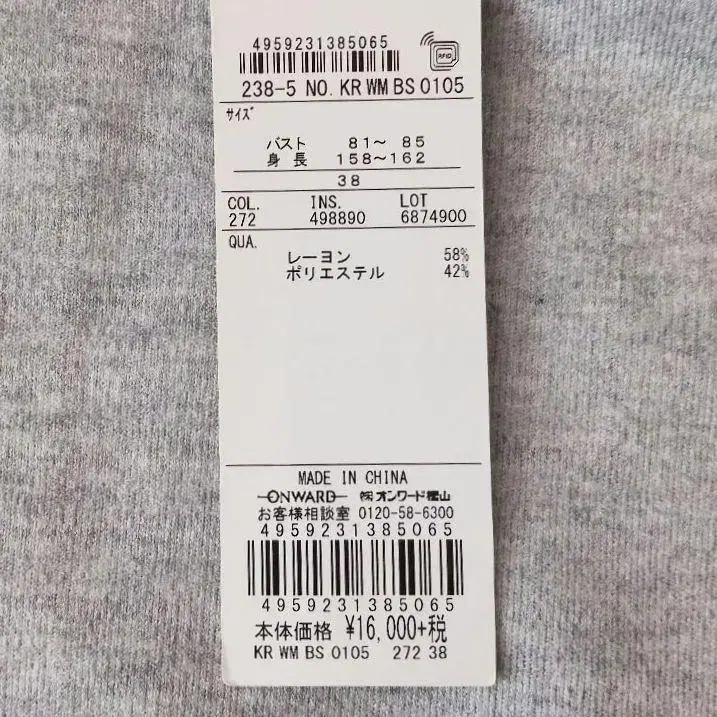 4959231385065
RFID
238-5 NO. KR WM BS 0105
サイズ
バスト 81～ 85
身長 158～162
38
COL. INS. LOT
272 498890 6874900
QUA.
レーヨン 58%
ポリエステル 42%
MADE IN CHINA
ONWARD ㈱オンワード樫山
お客様相談室 0120-58-6300
4959231385065
4959231385065
本体価格 ¥16,000+税
KR WM BS 0105 272 38